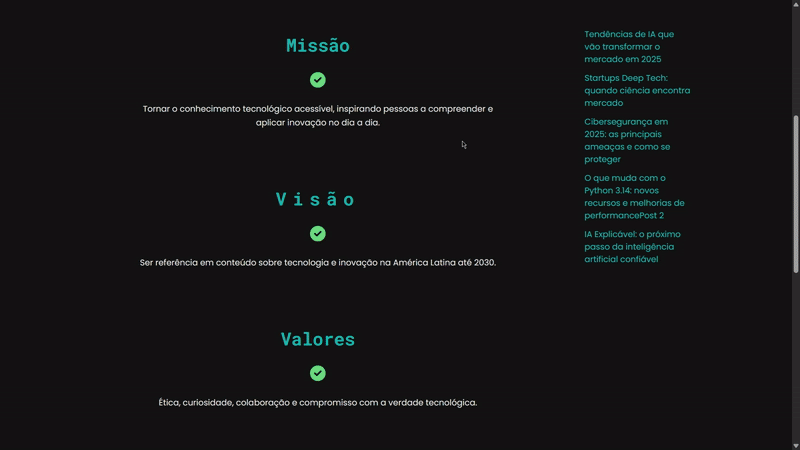 Missão
Tornar o conhecimento tecnológico acessível, inspirando pessoas a compreender e
aplicar inovação no dia a dia.
Visão
Ser referência em conteúdo sobre tecnologia e inovação na América Latina até 2030.
Valores
Ética, curiosidade, colaboração e compromisso com a verdade tecnológica.
Tendências de IA que
vão transformar o
mercado em 2025
Startups Deep Tech:
quando ciência encontra
mercado
Cibersegurança em
2025: as principais
ameaças e como se
proteger
O que muda com o
Python 3.14: novos
recursos e melhorias de
performancePost 2
IA Explicável: o próximo
passo da inteligência
artificial confiável